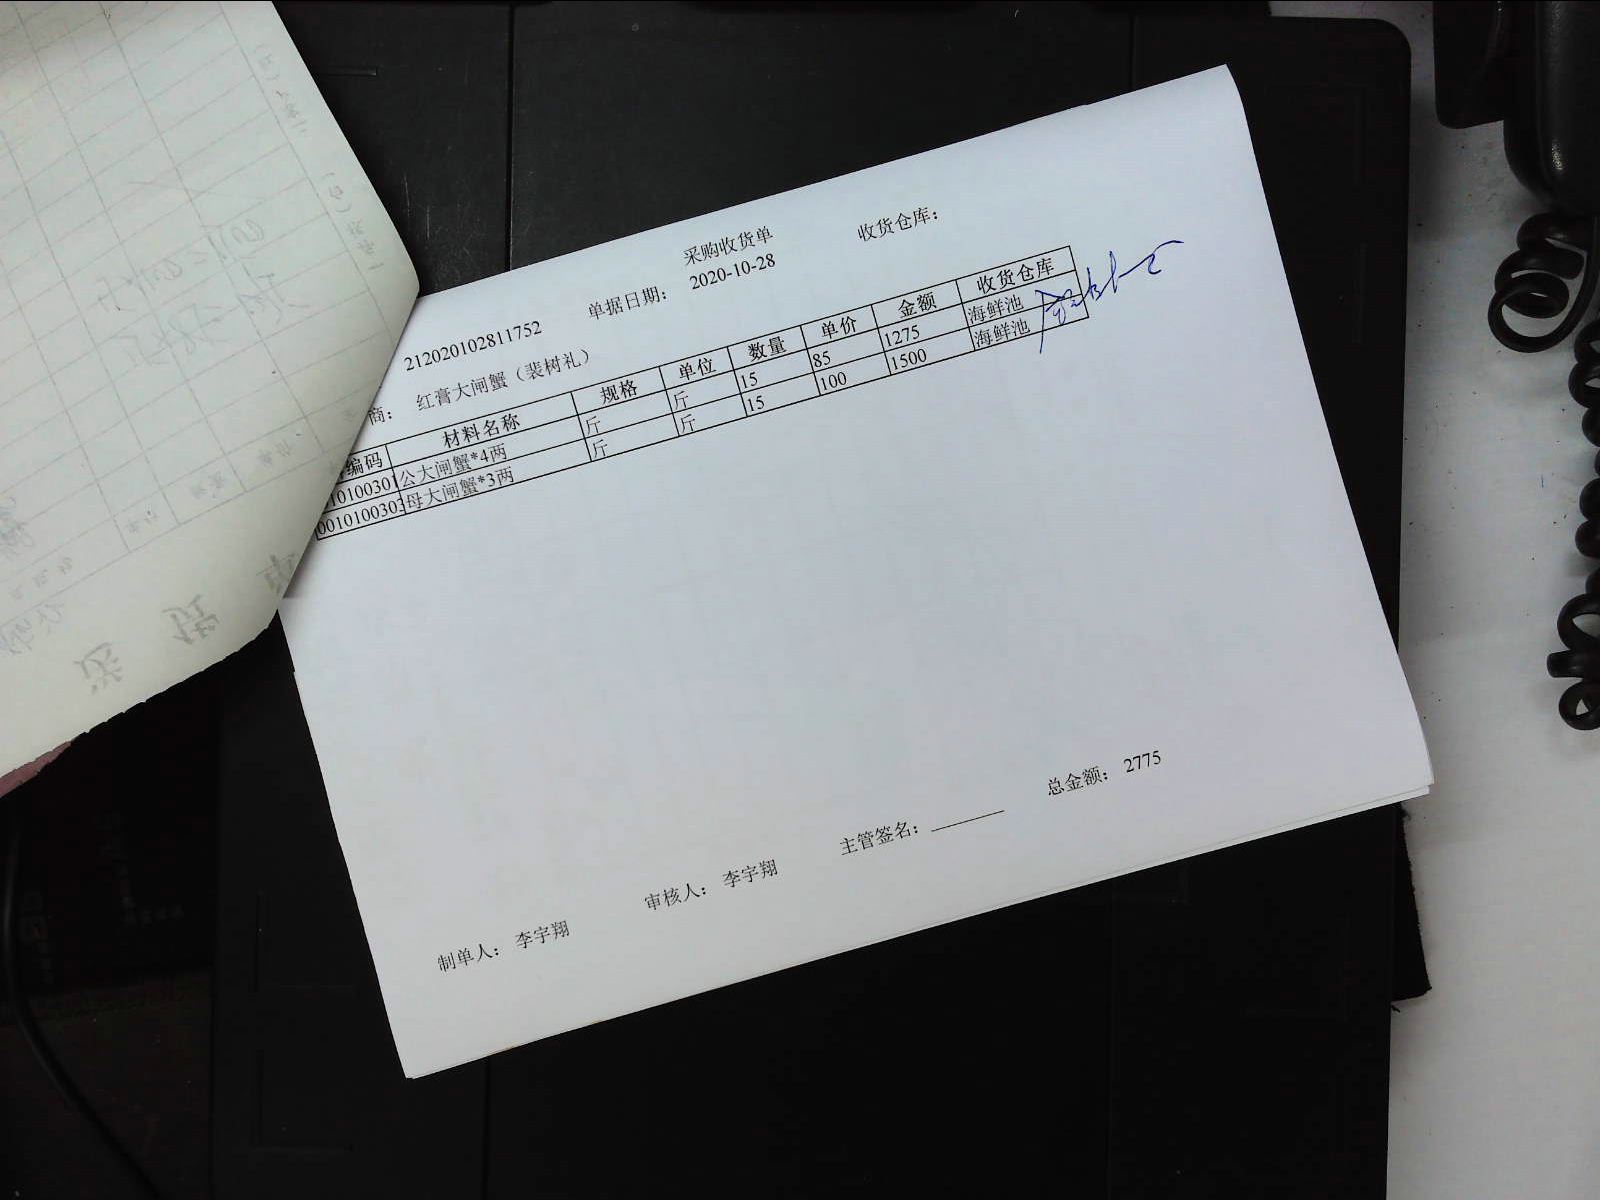 采购收货单 收货仓库：
212020102811752 单据日期： 2020-10-28
商： 红膏大闸蟹（裴树礼）
编码 材料名称 规格 单位 数量 单价 金额 收货仓库
0100301 公大闸蟹*4两 斤 斤 15 85 1275 海鲜池
001010030 母大闸蟹*3两 斤 斤 15 100 1500 海鲜池
制单人： 李宇翔 审核人： 李宇翔 主管签名： 总金额： 2775